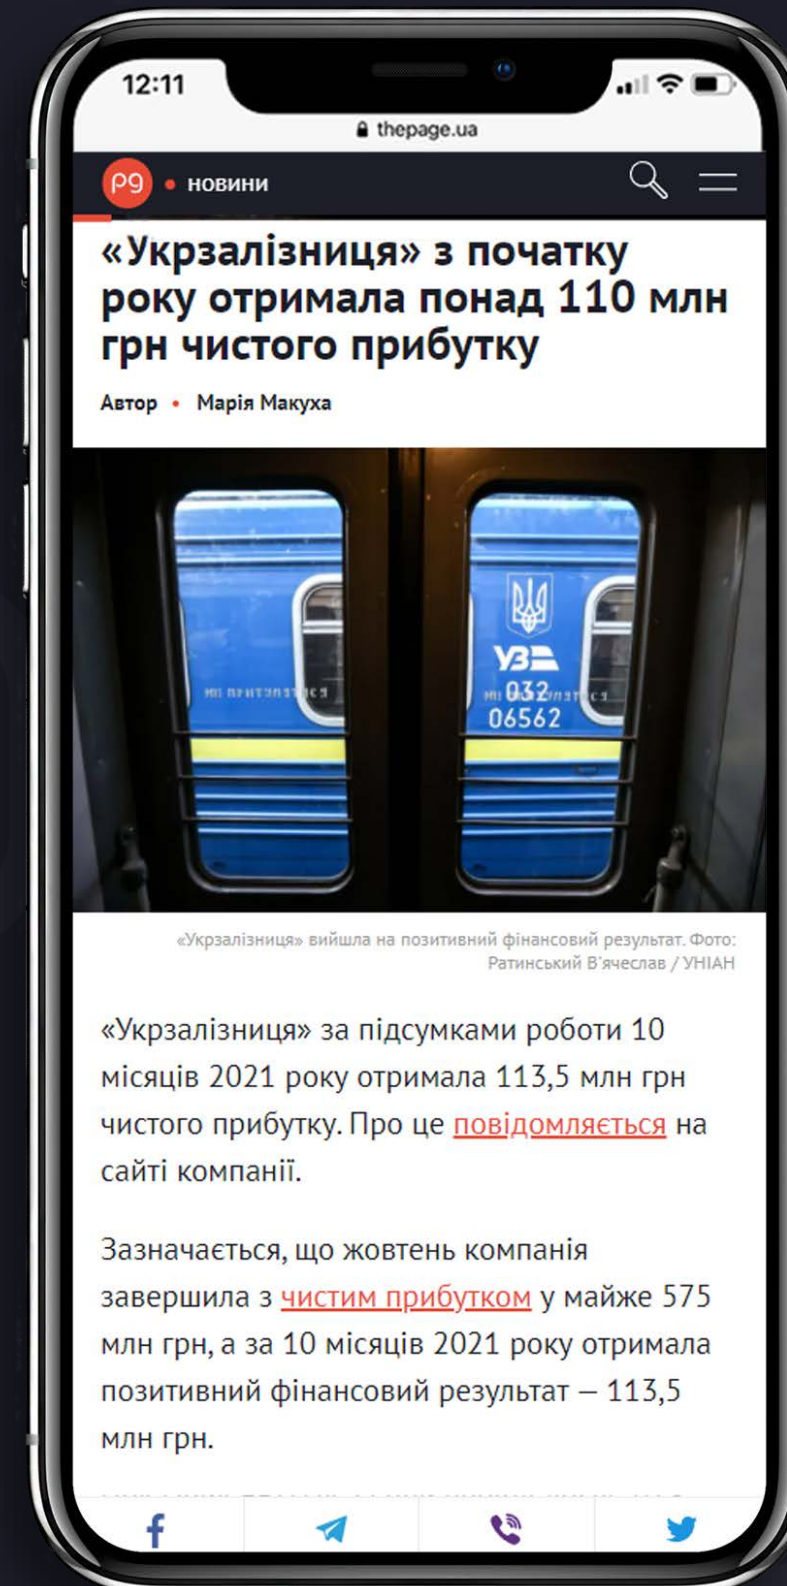 12:11
thepage.ua
pg • новини
«Укрзалізниця» з початку
року отримала понад 110 млн
грн чистого прибутку
Автор • Марія Макуха
УЗ
032
06562
«Укрзалізниця» вийшла на позитивний фінансовий результат. Фото:
Ратинський В'ячеслав / УНІАН
«Укрзалізниця» за підсумками роботи 10
місяців 2021 року отримала 113,5 млн грн
чистого прибутку. Про це повідомляється на
сайті компанії.
Зазначається, що жовтень компанія
завершила з чистим прибутком у майже 575
млн грн, а за 10 місяців 2021 року отримала
позитивний фінансовий результат — 113,5
млн грн.